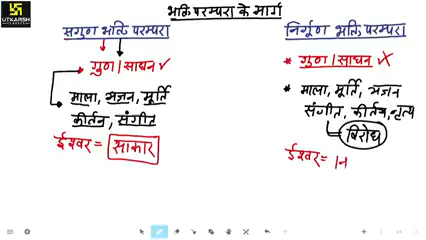 UTKARSH
भक्ति परम्परा के मार्ग
सगुण भक्ति परम्परा
गुण/साधन ✓
माला, भजन, मूर्ति
कीर्तन, संगीत
ईश्वर = साकार
निर्गुण भक्ति परम्परा
* गुण/साधन ✗
* माला, मूर्ति, भजन
संगीत, कीर्तन, नृत्य
विरोध
ईश्वर = नि